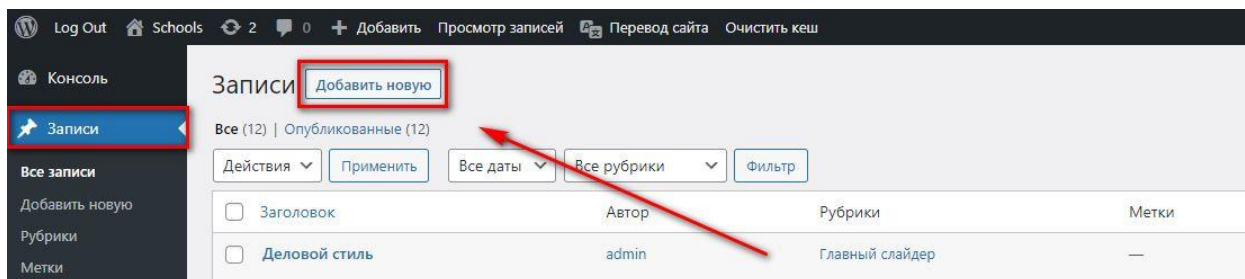 Log Out Schools 2 0 Добавить Просмотр записей Перевод сайта Очистить кеш
Консоль
Записи Добавить новую
Записи
Все (12) | Опубликованные (12)
Все записи
Действия Применить Все даты Все рубрики Фильтр
Добавить новую
Заголовок Автор Рубрики Метки
Рубрики
Деловой стиль admin Главный слайдер —
Метки